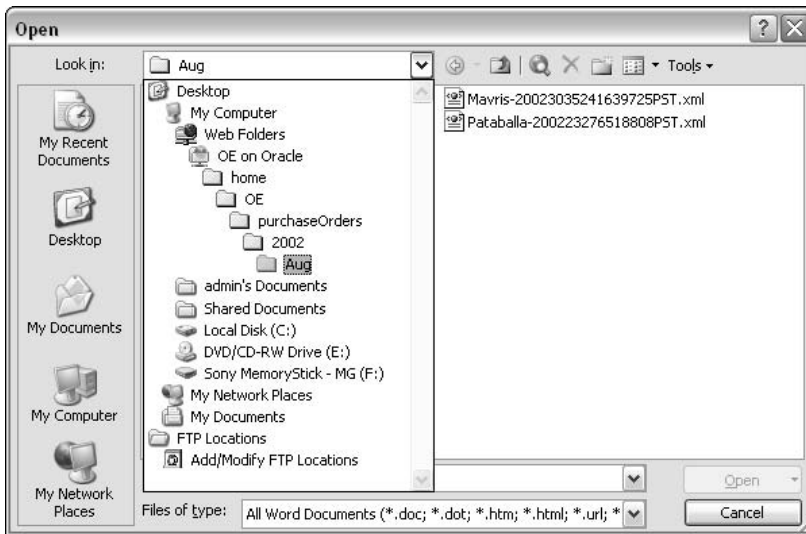 Open
Look in:
Aug
Tools
Desktop
My Computer
Web Folders
OE on Oracle
home
OE
purchaseOrders
2002
Aug
admin's Documents
Shared Documents
Local Disk (C:)
DVD/CD-RW Drive (E:)
Sony MemoryStick - MG (F:)
My Network Places
My Documents
FTP Locations
Add/Modify FTP Locations
Mavris-20023035241639725PST.xml
Pataballa-200223276518808PST.xml
My Recent
Documents
Desktop
My Documents
My Computer
My Network
Places
Open
Files of type:
All Word Documents (*.doc; *.dot; *.htm; *.html; *.url; *
Cancel